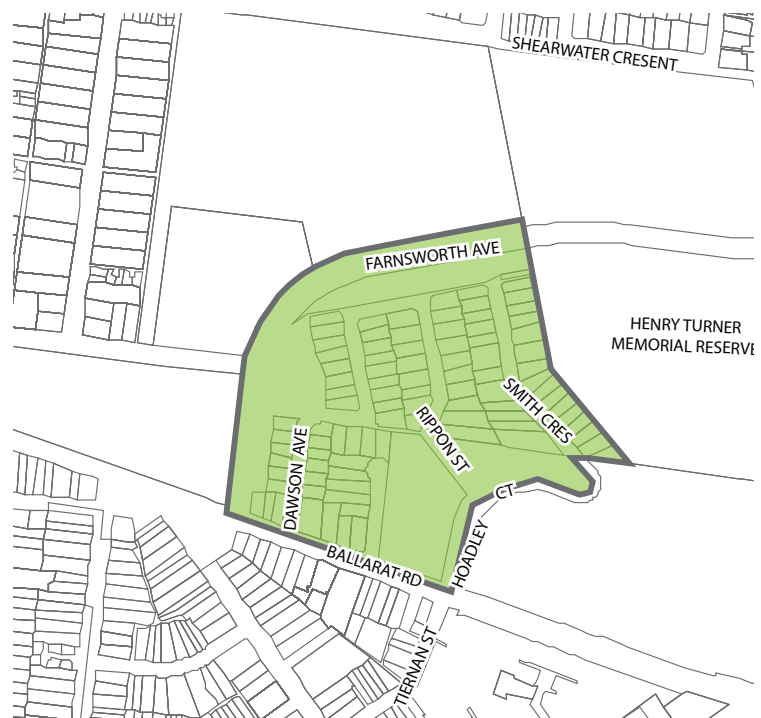 SHEARWATER CRESENT
FARNSWORTH AVE
HENRY TURNER
MEMORIAL RESERVE
SMITH CRES
RIPPON ST
DAWSON AVE
CT
HOADLEY
BALLARAT RD
TIERNAN ST